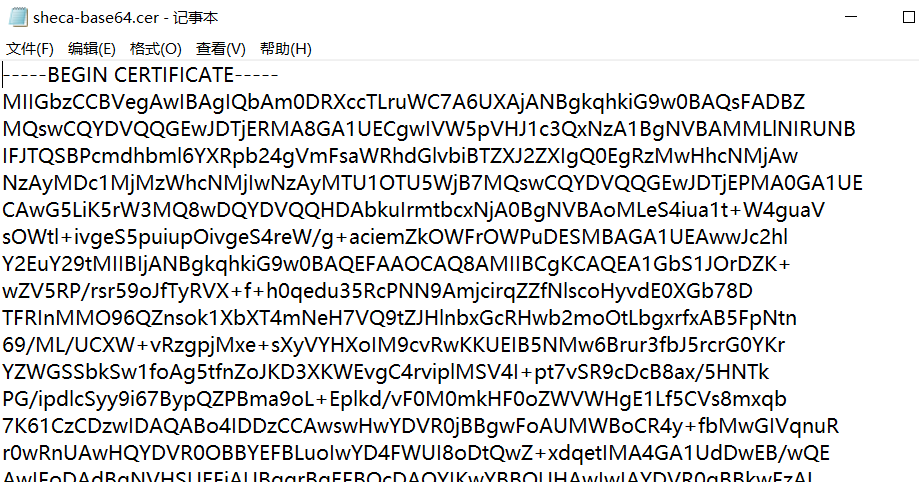 sheca-base64.cer - 记事本
文件(F) 编辑(E) 格式(O) 查看(V) 帮助(H)
-----BEGIN CERTIFICATE-----
MIIGbzCCBVegAwIBAgIQbAm0DRXccTLruWC7A6UXAjANBgkqhkiG9w0BAQsFADBZ
MQswCQYDVQQGEwJDTjERMA8GA1UECgwIVW5pVHJ1c3QxNzA1BgNVBAMMLlNIRUNB
IFJTQSBPcmdhbml6YXRpb24gVmFsaWRhdGlvbiBTZXJ2ZXIgQ0EgRzMwHhcNMjAw
NzAyMDc1MjMzWhcNMjIwNzAyMTU1OTU5WjB7MQswCQYDVQQGEwJDTjEPMA0GA1UE
CAwG5LiK5rW3MQ8wDQYDVQQHDAbkuIrmtbcxNjA0BgNVBAoMLeS4iua1t+W4guaV
sOWtl+ivgeS5puiupOivgeS4reW/g+aciemZkOWFrOWPuDESMBAGA1UEAwwJc2hl
Y2EuY29tMIIBIjANBgkqhkiG9w0BAQEFAAOCAQ8AMIIBCgKCAQEA1GbS1JOrDZK+
wZV5RP/rsr59oJfTyRVX+f+h0qedu35RcPNN9AmjcirqZZfNlscoHyvdE0XGb78D
TFRInMMO96QZnsok1XbXT4mNeH7VQ9tZJHlnbxGcRHwb2moOtLbgxrfxAB5FpNtn
69/ML/UCXW+vRzgpjMxe+sXyVYHXoIM9cvRwKKUEIB5NMw6Brur3fbJ5rcrG0YKr
YZWGSSbkSw1foAg5tfnZoJKD3XKWEvgC4rviplMSV4I+pt7vSR9cDcB8ax/5HNTk
PG/ipdlcSyy9i67BypQZPBma9oL+Eplkd/vF0M0mkHF0oZWVWHgE1Lf5CVs8mxqb
7K61CzCDzwIDAQABo4IDDzCCAwswHwYDVR0jBBgwFoAUMWBoCR4y+fbMwGIVqnuR
r0wRnUAwHQYDVR0OBBYEFBLuoIwYD4FWUI8oDtQwZ+xdqetIMA4GA1UdDwEB/wQE
AwIFoDAdBgNVHSUEFjAUBggrBgEFBQcDAQYIKwYBBQUHAwIwIAYDVR0gBBkwFzAI